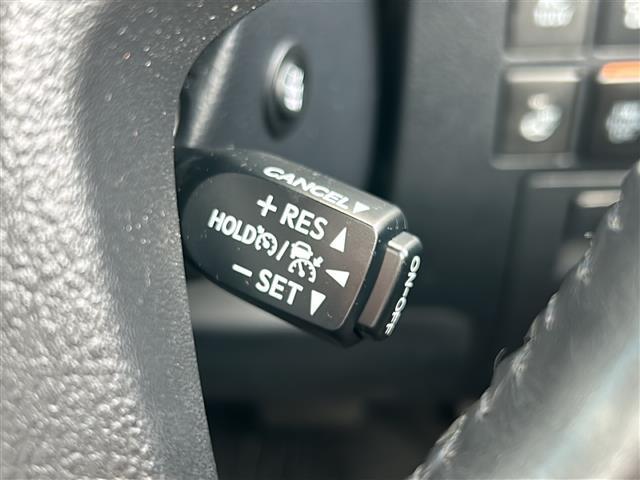 CANCEL▼
+ RES ▲
HOLD / ◀
− SET ▼
ON-OFF